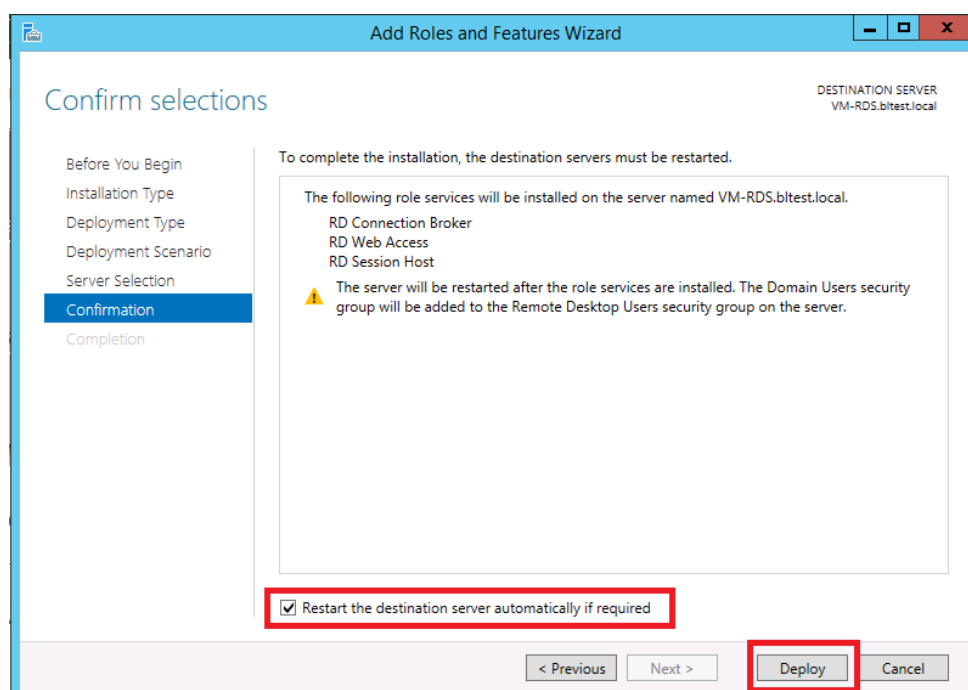 Add Roles and Features Wizard
Confirm selections
DESTINATION SERVER
VM-RDS.bltest.local
Before You Begin
Installation Type
Deployment Type
Deployment Scenario
Server Selection
Confirmation
Completion
To complete the installation, the destination servers must be restarted.
The following role services will be installed on the server named VM-RDS.bltest.local.
RD Connection Broker
RD Web Access
RD Session Host
The server will be restarted after the role services are installed. The Domain Users security
group will be added to the Remote Desktop Users security group on the server.
Restart the destination server automatically if required
< Previous
Next >
Deploy
Cancel